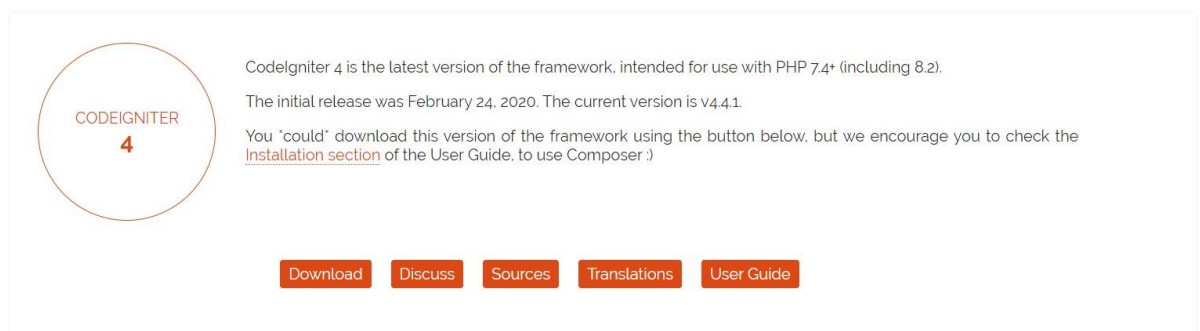 CODEIGNITER
4
CodeIgniter 4 is the latest version of the framework, intended for use with PHP 7.4+ (including 8.2).
The initial release was February 24, 2020. The current version is v4.4.1.
You *could* download this version of the framework using the button below, but we encourage you to check the
Installation section of the User Guide, to use Composer :)
Download Discuss Sources Translations User Guide